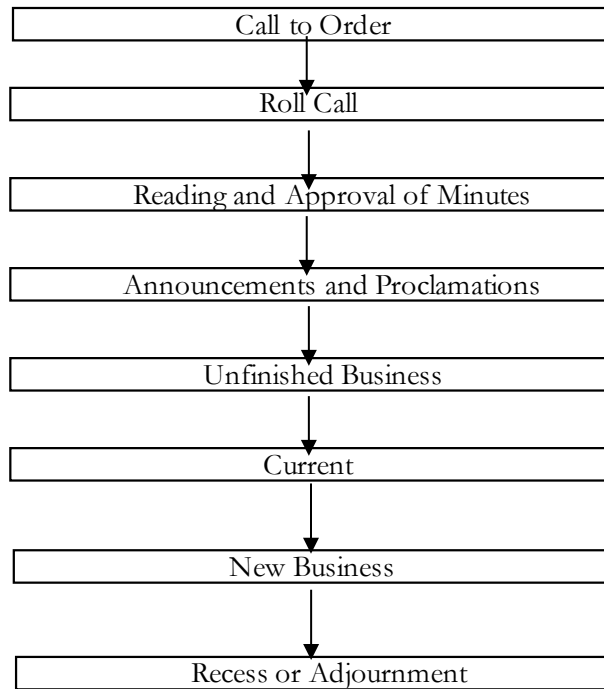 Call to Order
Roll Call
Reading and Approval of Minutes
Announcements and Proclamations
Unfinished Business
Current
New Business
Recess or Adjournment